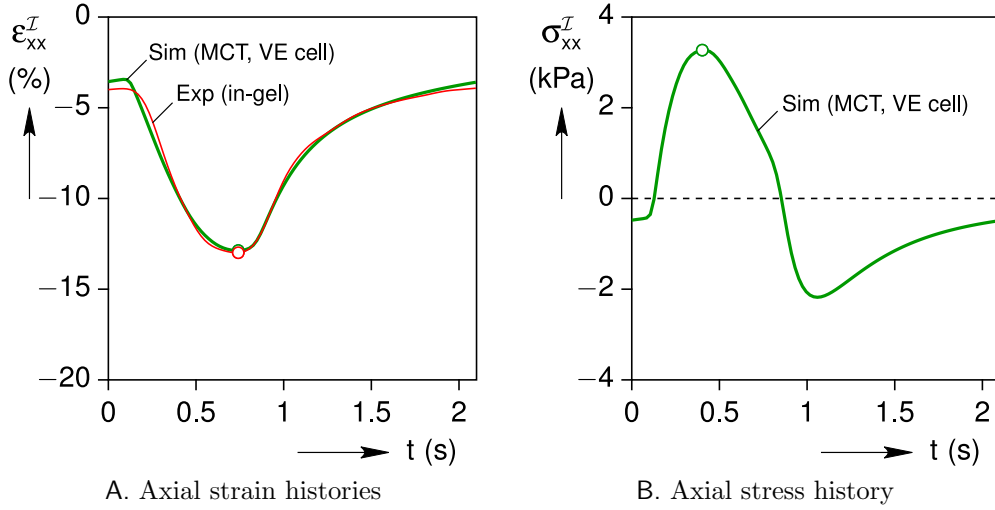 ε_xx^ℐ
(%)
0
−5
−10
−15
−20
Sim (MCT, VE cell)
Exp (in-gel)
0 0.5 1 1.5 2
t (s)
A. Axial strain histories
σ_xx^ℐ
(kPa)
4
2
0
−2
−4
Sim (MCT, VE cell)
0 0.5 1 1.5 2
t (s)
B. Axial stress history